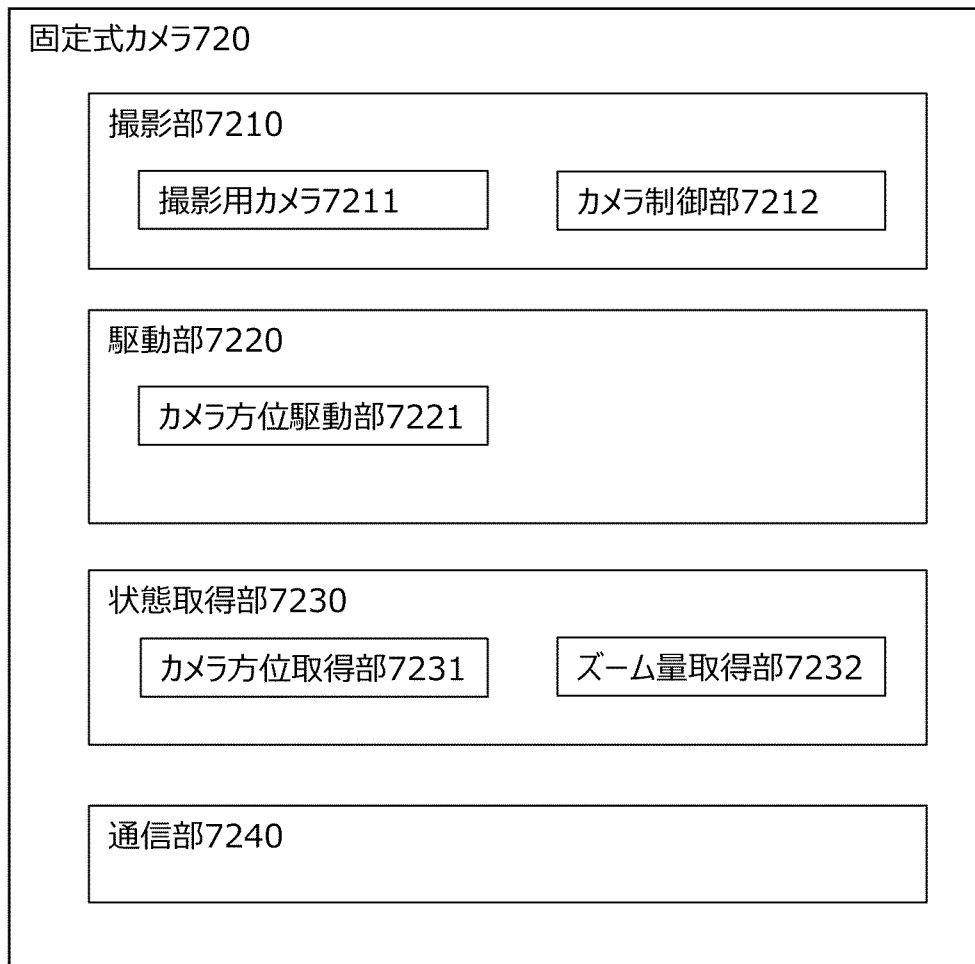 固定式カメラ720
撮影部7210
撮影用カメラ7211
カメラ制御部7212
駆動部7220
カメラ方位駆動部7221
状態取得部7230
カメラ方位取得部7231
ズーム量取得部7232
通信部7240